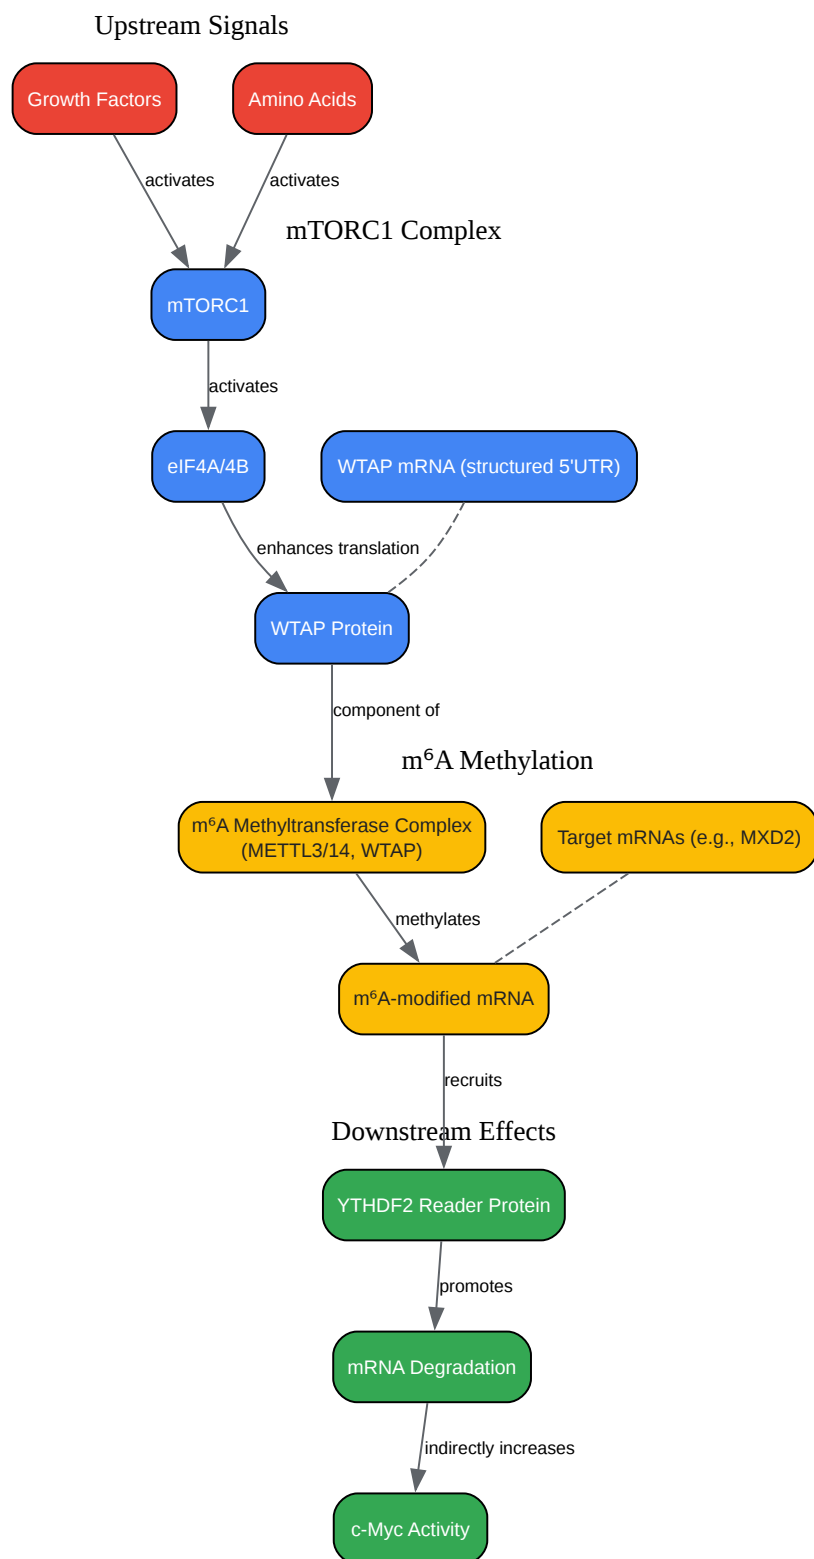 Upstream Signals
Growth Factors
Amino Acids
activates
activates
mTORC1 Complex
mTORC1
activates
eIF4A/4B
WTAP mRNA (structured 5'UTR)
enhances translation
WTAP Protein
component of
m⁶A Methylation
m⁶A Methyltransferase Complex
(METTL3/14, WTAP)
Target mRNAs (e.g., MXD2)
methylates
m⁶A-modified mRNA
recruits
Downstream Effects
YTHDF2 Reader Protein
promotes
mRNA Degradation
indirectly increases
c-Myc Activity